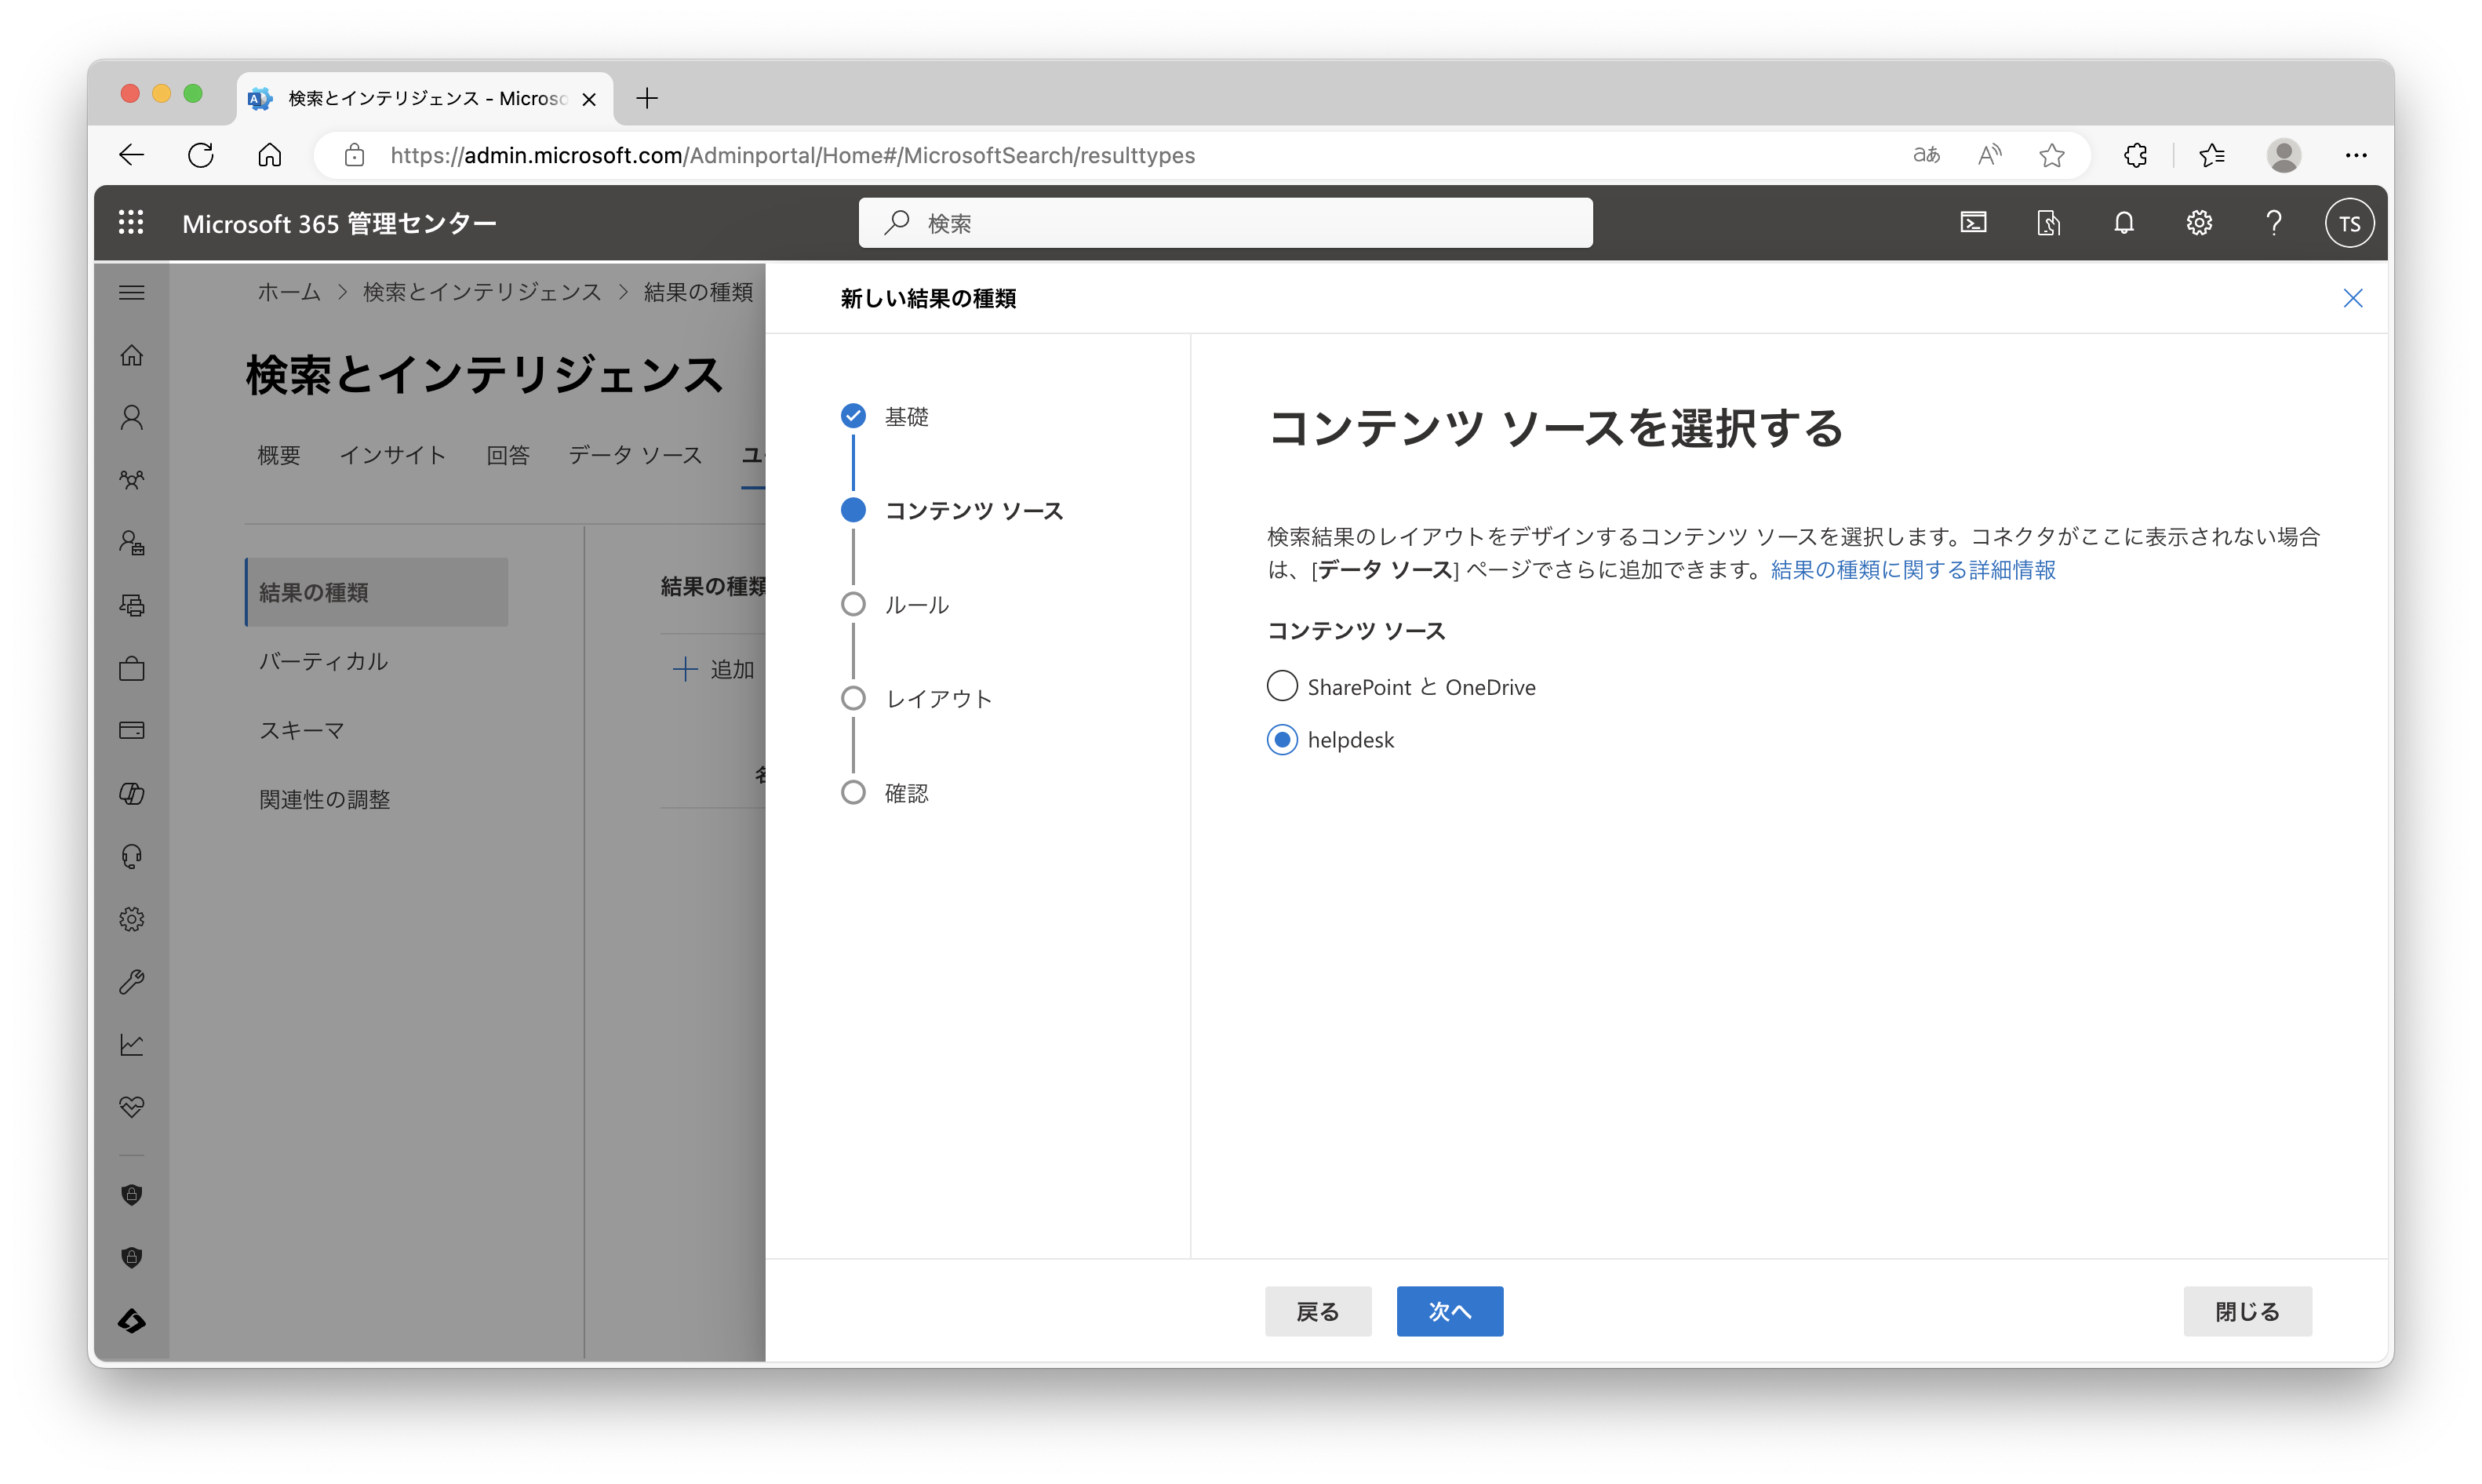 検索とインテリジェンス - Microso
https://admin.microsoft.com/Adminportal/Home#/MicrosoftSearch/resulttypes
aあ
Microsoft 365 管理センター
検索
TS
ホーム > 検索とインテリジェンス > 結果の種類
検索とインテリジェンス
概要 インサイト 回答 データ ソース ユ
結果の種類
バーティカル
スキーマ
関連性の調整
結果の種類
追加
名
新しい結果の種類
基礎
コンテンツ ソース
ルール
レイアウト
確認
コンテンツ ソースを選択する
検索結果のレイアウトをデザインするコンテンツ ソースを選択します。コネクタがここに表示されない場合
は、[データ ソース] ページでさらに追加できます。結果の種類に関する詳細情報
コンテンツ ソース
SharePoint と OneDrive
helpdesk
戻る
次へ
閉じる